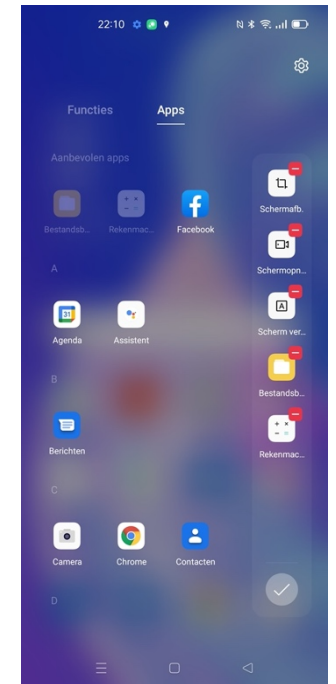 22:10
Functies Apps
Aanbevolen apps
Bestandsb... Rekenmac... Facebook
A
31
Agenda Assistent
B
Berichten
C
Camera Chrome Contacten
D
Schermafb.
Schermopn...
A
Scherm ver...
Bestandsb...
Rekenmac...